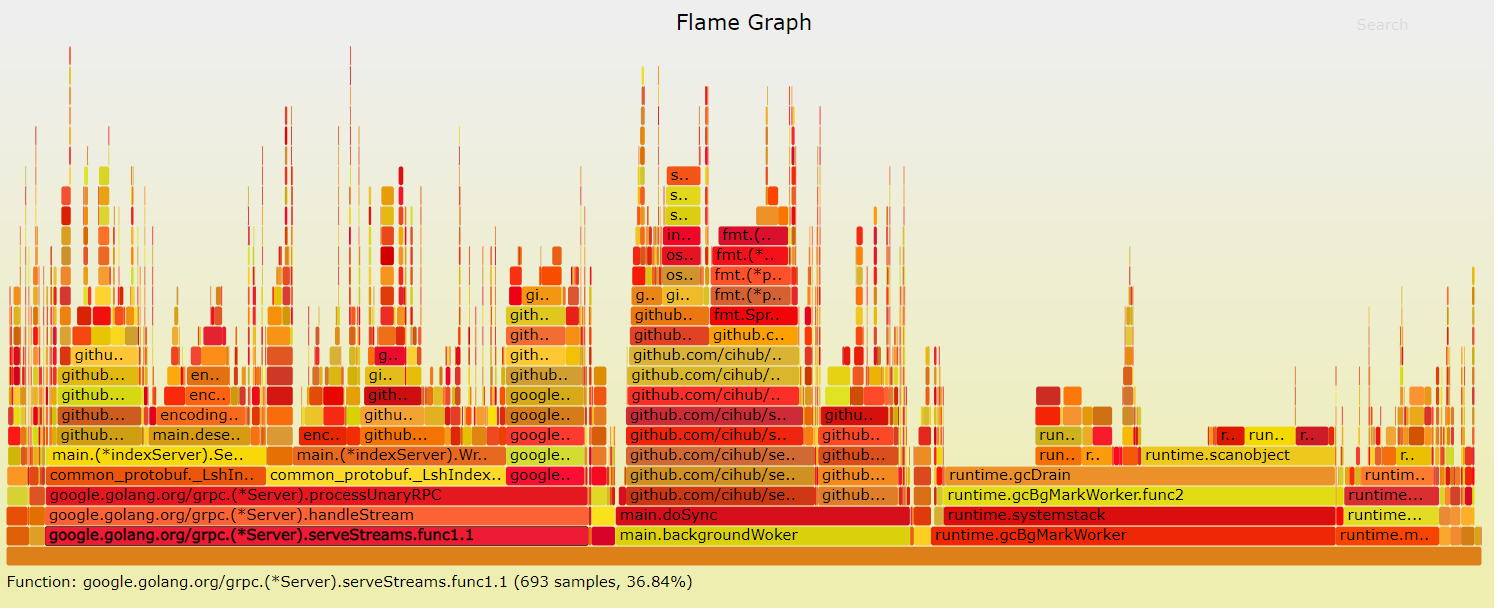 Flame Graph
Search
s..
s..
s..
in.. fmt.(..
os.. fmt.(*..
os.. fmt.(*p..
gi.. g.. gi.. fmt.(*p..
gith.. github.. fmt.Spr..
gith.. github.. github.c..
githu.. g.. gith.. github.com/cihub/..
github... en.. gi.. github.. github.com/cihub/..
github... enc.. gith.. google.. github.com/cihub/..
github... encoding.. githu.. google.. github.com/cihub/s.. githu..
github... main.dese.. enc.. github... google.. github.com/cihub/s.. github.. run.. r.. run.. r..
main.(*indexServer).Se.. main.(*indexServer).Wr.. google.. github.com/cihub/se.. github.. run.. r.. runtime.scanobject r..
common_protobuf._LshIn.. common_protobuf._LshIndex.. google.. github.com/cihub/se.. github.. runtime.gcDrain runtim..
google.golang.org/grpc.(*Server).processUnaryRPC github.com/cihub/se.. github.. runtime.gcBgMarkWorker.func2 runtime...
google.golang.org/grpc.(*Server).handleStream main.doSync runtime.systemstack runtime...
google.golang.org/grpc.(*Server).serveStreams.func1.1 main.backgroundWoker runtime.gcBgMarkWorker runtime.m..
Function: google.golang.org/grpc.(*Server).serveStreams.func1.1 (693 samples, 36.84%)